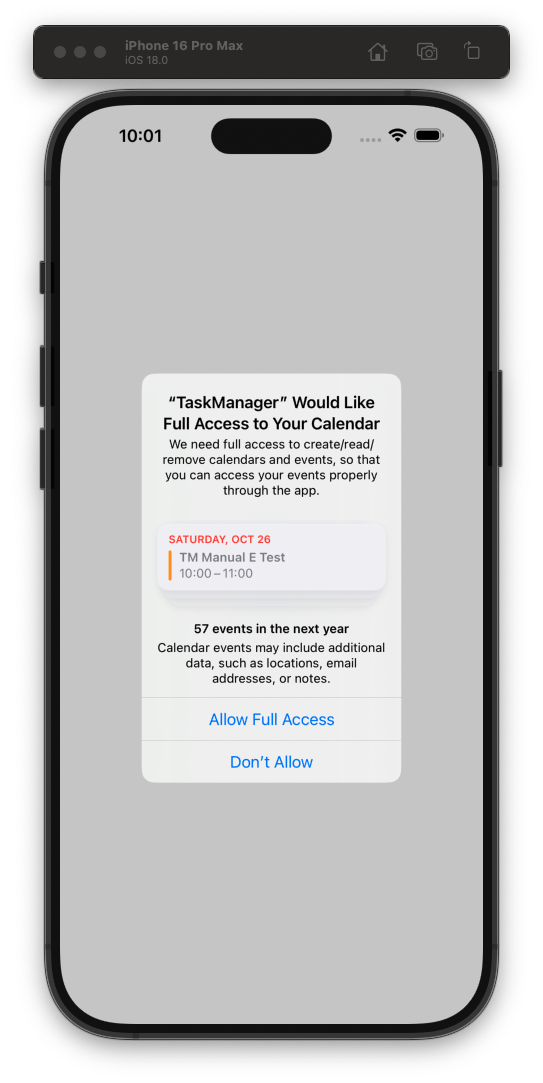 iPhone 16 Pro Max
iOS 18.0
10:01
“TaskManager” Would Like
Full Access to Your Calendar
We need full access to create/read/
remove calendars and events, so that
you can access your events properly
through the app.
SATURDAY, OCT 26
TM Manual E Test
10:00 – 11:00
57 events in the next year
Calendar events may include additional
data, such as locations, email
addresses, or notes.
Allow Full Access
Don’t Allow